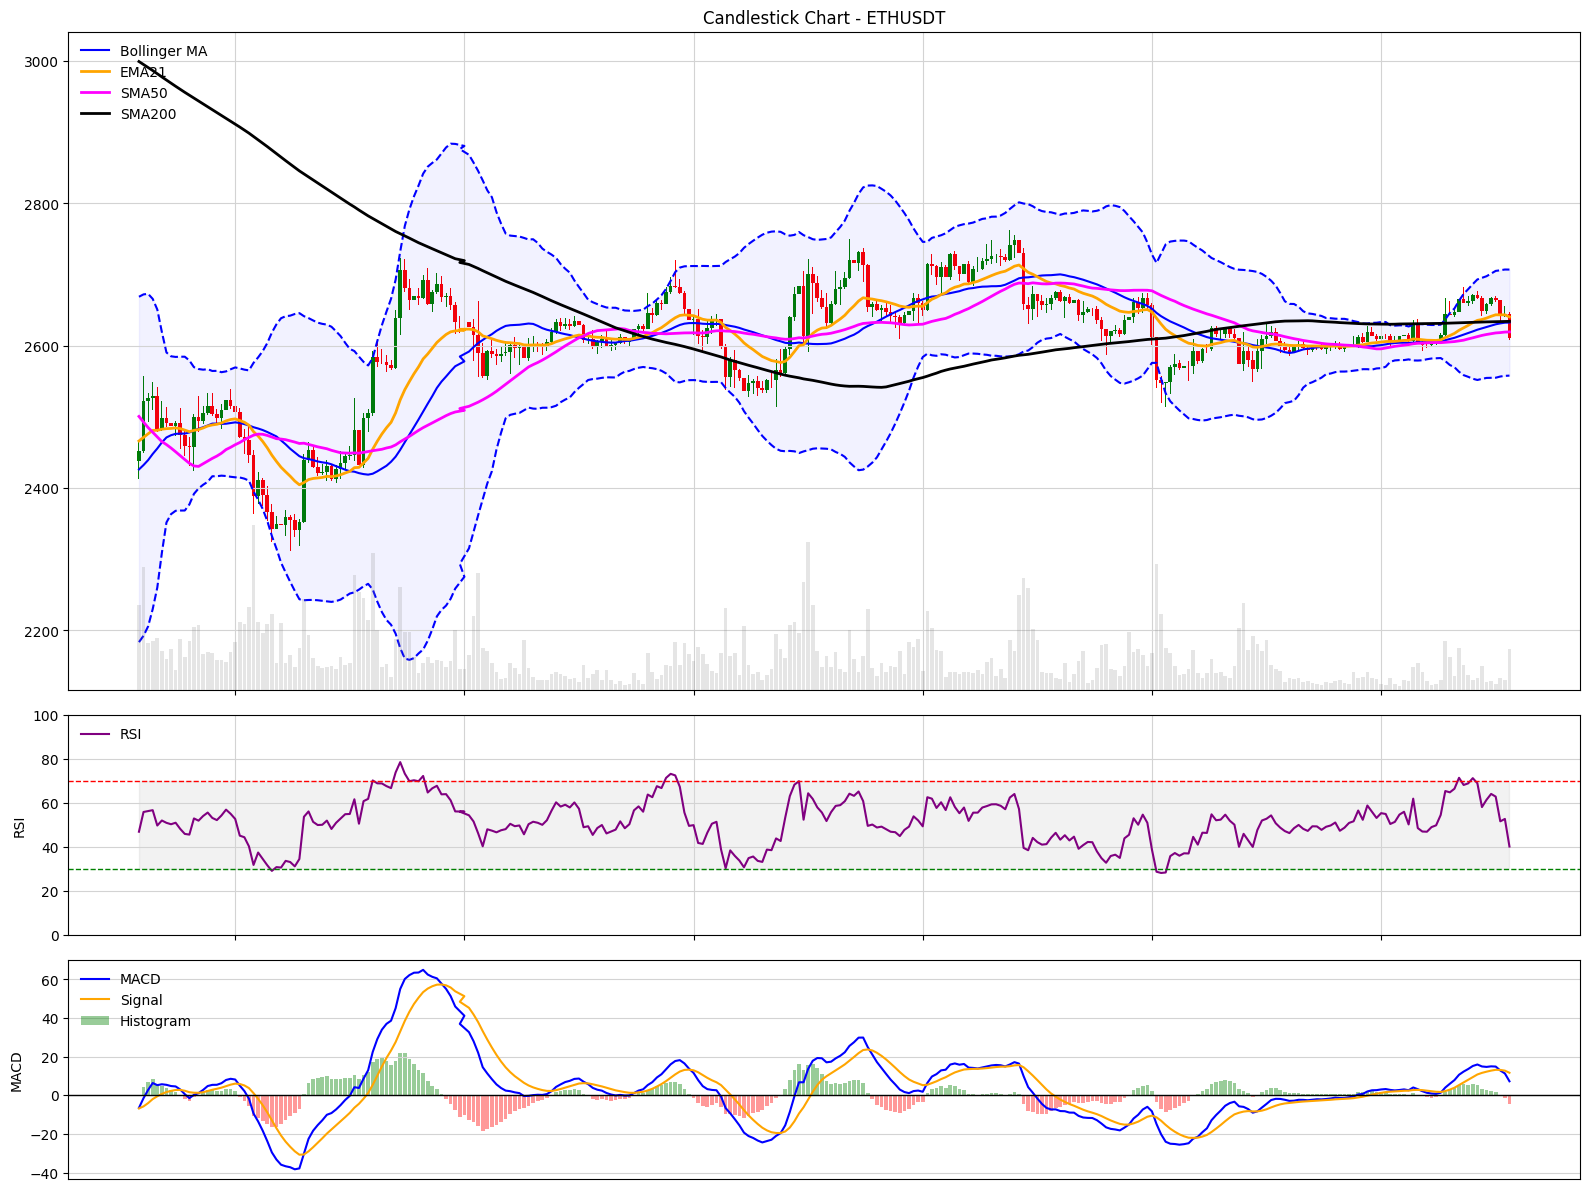 Candlestick Chart - ETHUSDT
Bollinger MA
EMA21
SMA50
SMA200
3000
2800
2600
2400
2200
RSI
100
80
60
40
20
0
RSI
MACD
Signal
Histogram
60
40
20
0
−20
−40
MACD